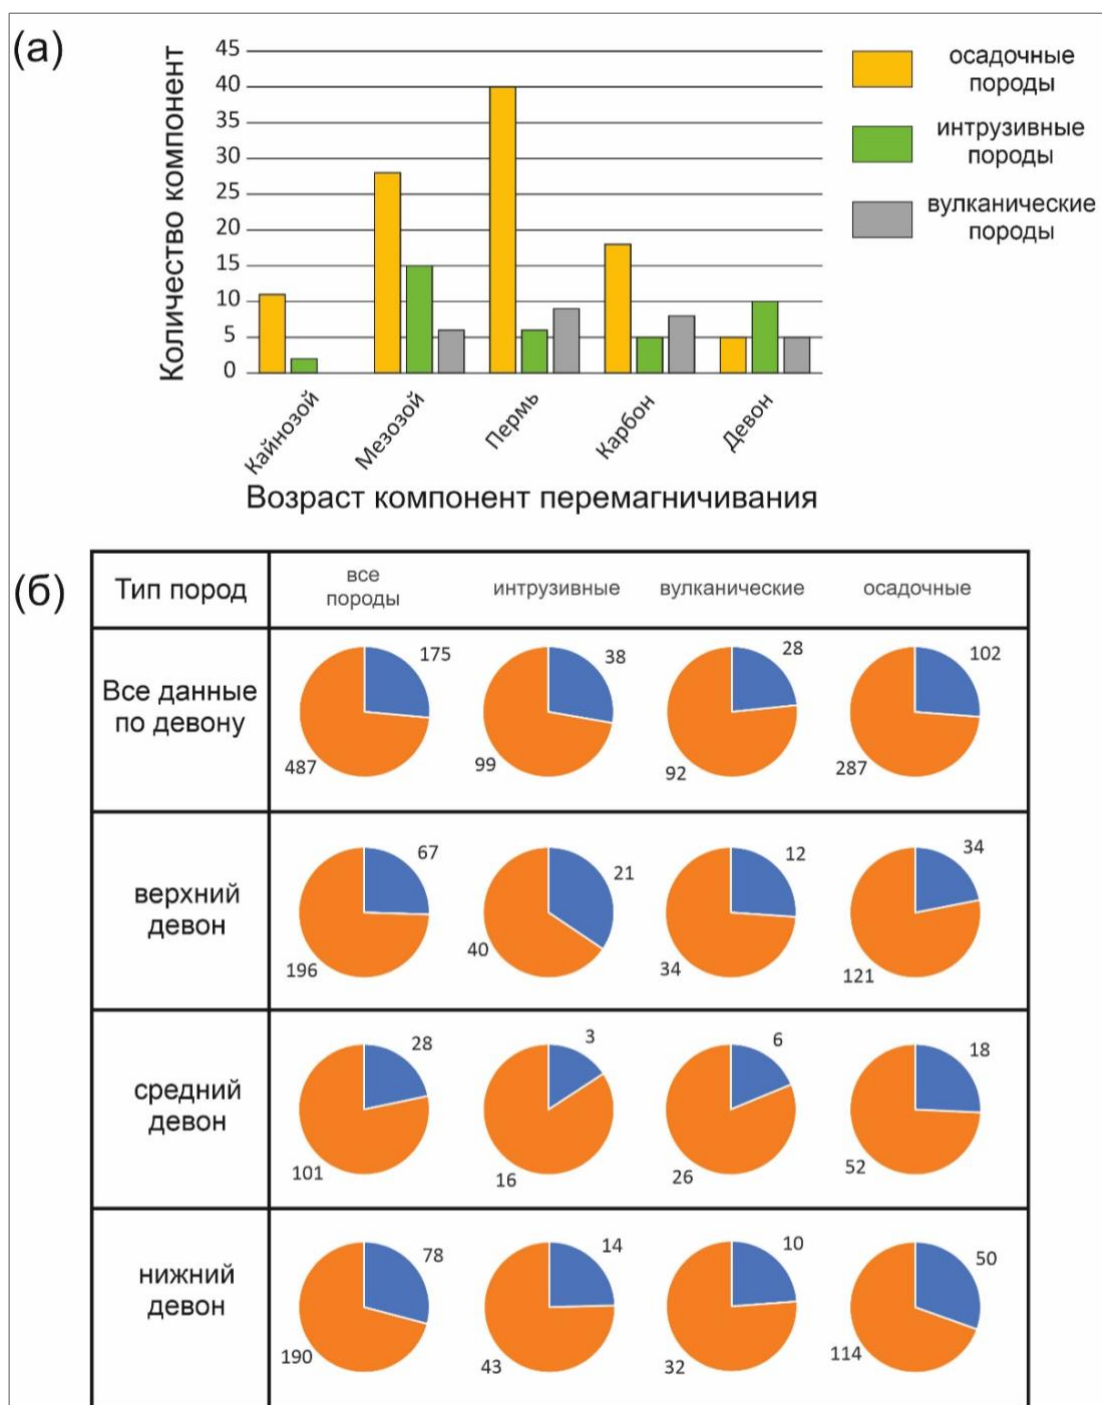 (а)
Количество компонент
45
40
35
30
25
20
15
10
5
0
Кайнозой
Мезозой
Пермь
Карбон
Девон
Возраст компонент перемагничивания
осадочные
породы
интрузивные
породы
вулканические
породы
(б)
Тип пород
все
породы
интрузивные
вулканические
осадочные
Все данные
по девону
175
487
38
99
28
92
102
287
верхний
девон
67
196
21
40
12
34
34
121
средний
девон
28
101
3
16
6
26
18
52
нижний
девон
78
190
14
43
10
32
50
114